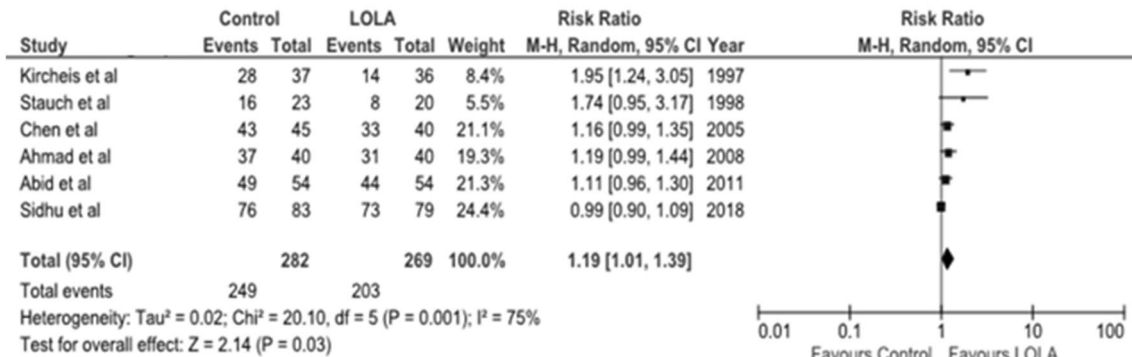 Control LOLA Risk Ratio Risk Ratio
Study Events Total Events Total Weight M-H, Random, 95% CI Year M-H, Random, 95% CI
Kircheis et al 28 37 14 36 8.4% 1.95 [1.24, 3.05] 1997
Stauch et al 16 23 8 20 5.5% 1.74 [0.95, 3.17] 1998
Chen et al 43 45 33 40 21.1% 1.16 [0.99, 1.35] 2005
Ahmad et al 37 40 31 40 19.3% 1.19 [0.99, 1.44] 2008
Abid et al 49 54 44 54 21.3% 1.11 [0.96, 1.30] 2011
Sidhu et al 76 83 73 79 24.4% 0.99 [0.90, 1.09] 2018
Total (95% CI) 282 269 100.0% 1.19 [1.01, 1.39]
Total events 249 203
Heterogeneity: Tau² = 0.02; Chi² = 20.10, df = 5 (P = 0.001); I² = 75%
0.01 0.1 1 10 100
Test for overall effect: Z = 2.14 (P = 0.03)
Favours Control Favours LOLA